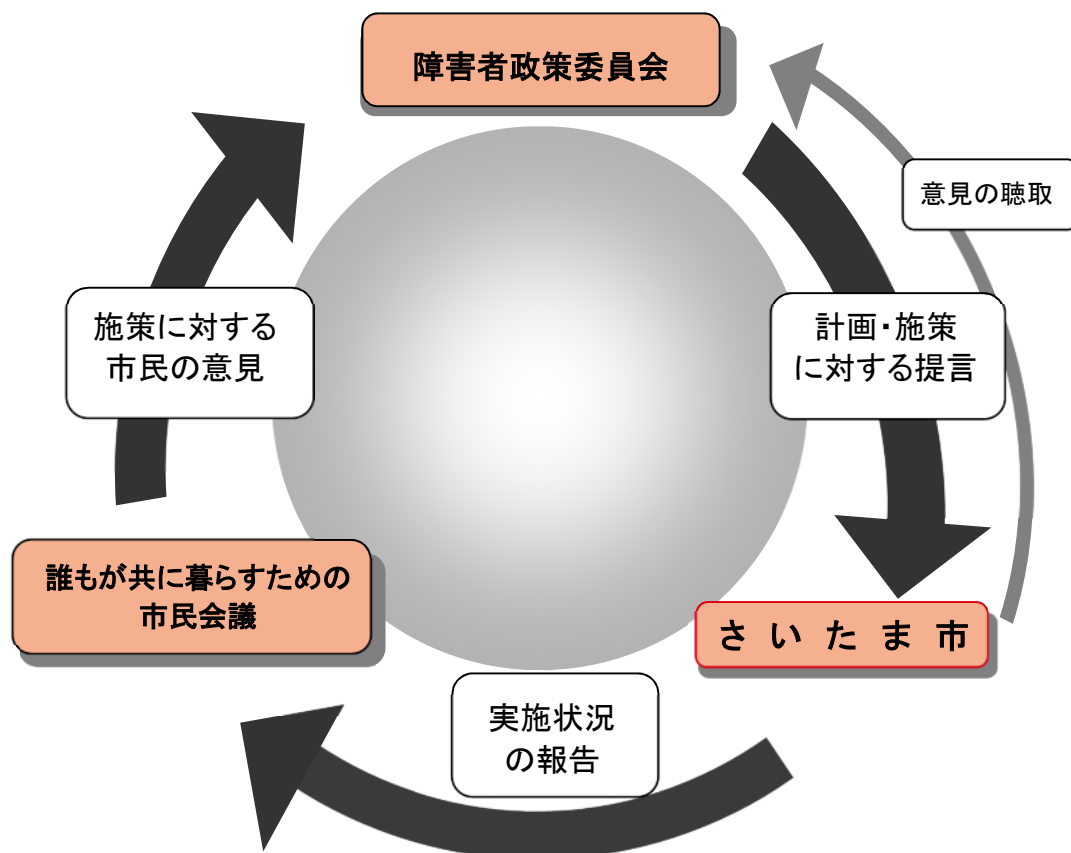 障害者政策委員会
意見の聴取
施策に対する
市民の意見
計画・施策
に対する提言
誰もが共に暮らすための
市民会議
さいたま市
実施状況
の報告